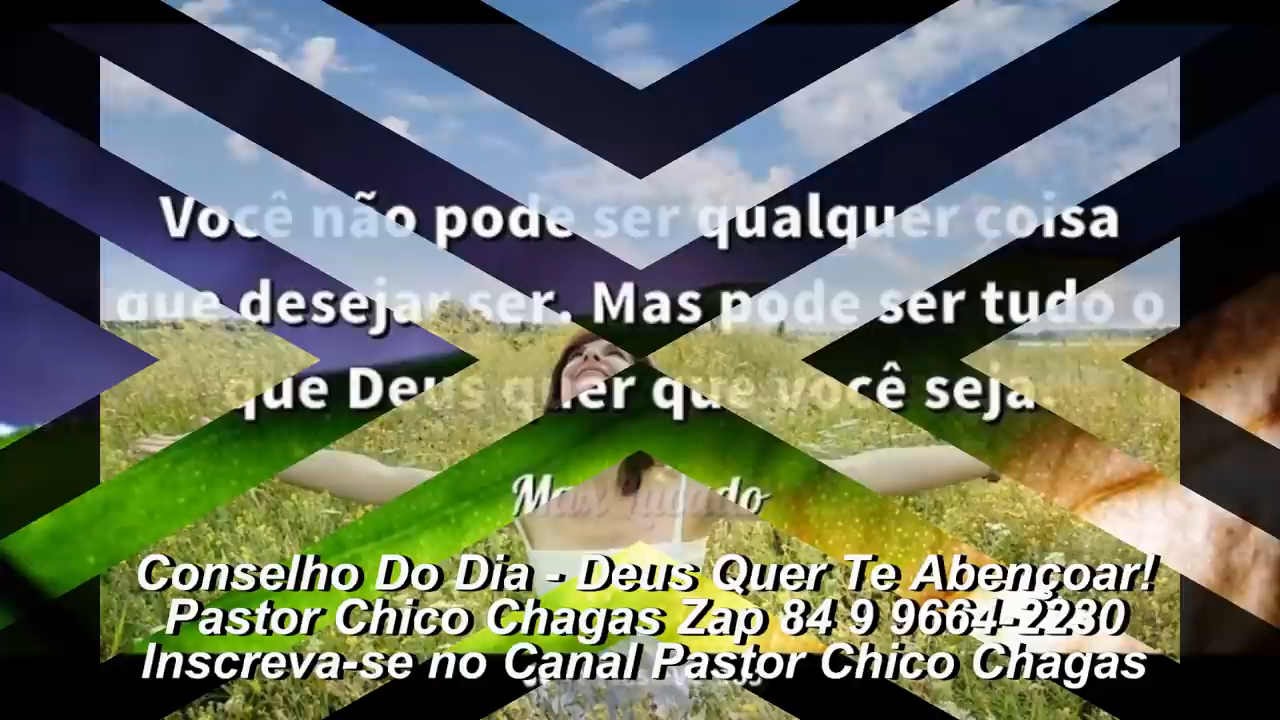 Você não pode ser qualquer coisa
que desejar ser. Mas pode ser tudo o
que Deus quer que você seja.
Max Lucado
Conselho Do Dia - Deus Quer Te Abençoar!
Pastor Chico Chagas Zap 84 9 9664-2230
Inscreva-se no Canal Pastor Chico Chagas